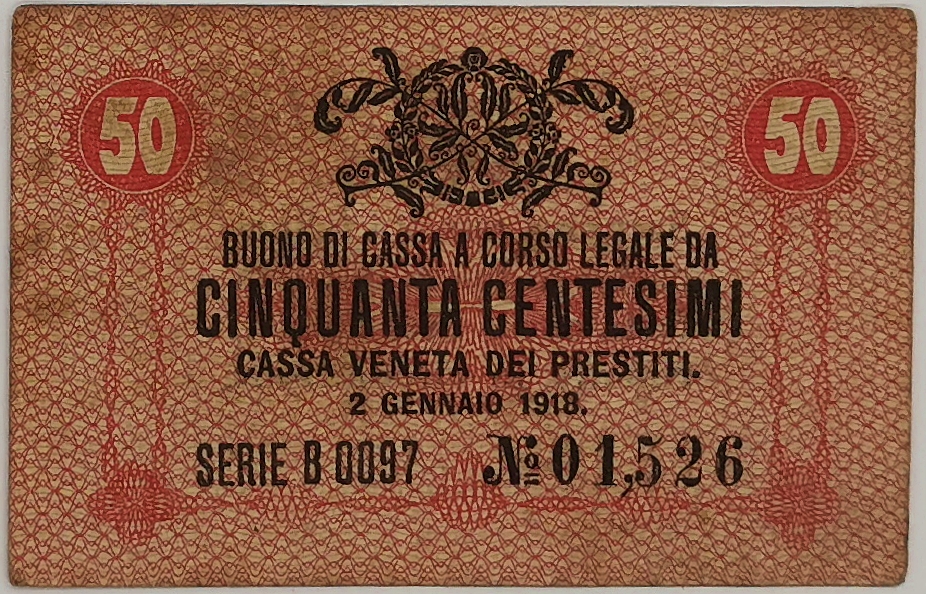 50 50
BUONO DI CASSA A CORSO LEGALE DA
CINQUANTA CENTESIMI
CASSA VENETA DEI PRESTITI.
2 GENNAIO 1918.
SERIE B 0097 № 01,526